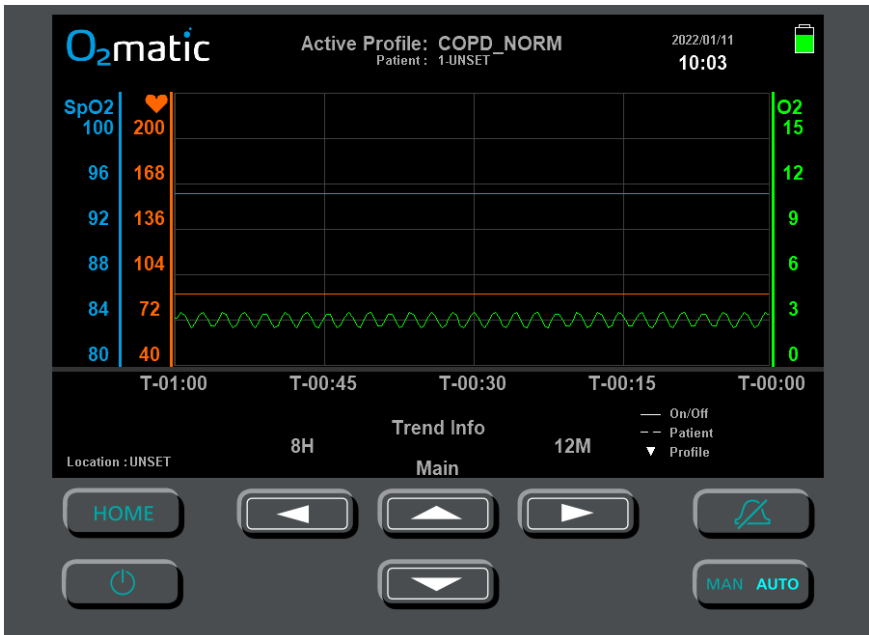 O2matic
Active Profile: COPD_NORM
Patient : 1-UNSET
2022/01/11
10:03
SpO2 O2
100 200 15
96 168 12
92 136 9
88 104 6
84 72 3
80 40 0
T-01:00 T-00:45 T-00:30 T-00:15 T-00:00
Trend Info
8H 12M
Main
On/Off
Patient
Profile
Location :UNSET
HOME
MAN AUTO